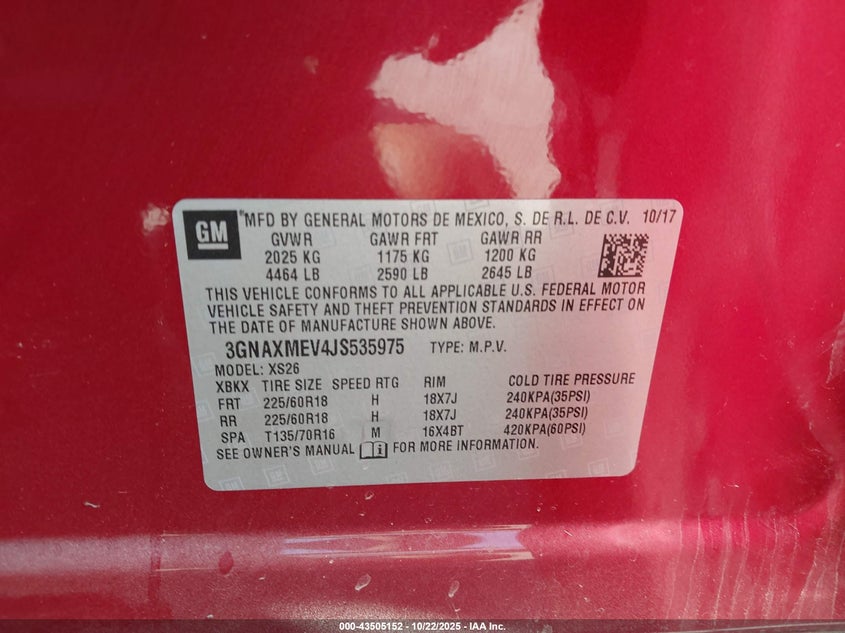 GM
*MFD BY GENERAL MOTORS DE MEXICO, S. DE R.L. DE C.V. 10/17
GVWR GAWR FRT GAWR RR
2025 KG 1175 KG 1200 KG
4464 LB 2590 LB 2645 LB
THIS VEHICLE CONFORMS TO ALL APPLICABLE U.S. FEDERAL MOTOR
VEHICLE SAFETY AND THEFT PREVENTION STANDARDS IN EFFECT ON
THE DATE OF MANUFACTURE SHOWN ABOVE.
3GNAXMEV4JS535975 TYPE: M.P.V.
MODEL: XS26
XBKX TIRE SIZE SPEED RTG RIM COLD TIRE PRESSURE
FRT 225/60R18 H 18X7J 240KPA(35PSI)
RR 225/60R18 H 18X7J 240KPA(35PSI)
SPA T135/70R16 M 16X4BT 420KPA(60PSI)
SEE OWNER'S MANUAL FOR MORE INFORMATION.
000-43505152 - 10/22/2025 - IAA Inc.